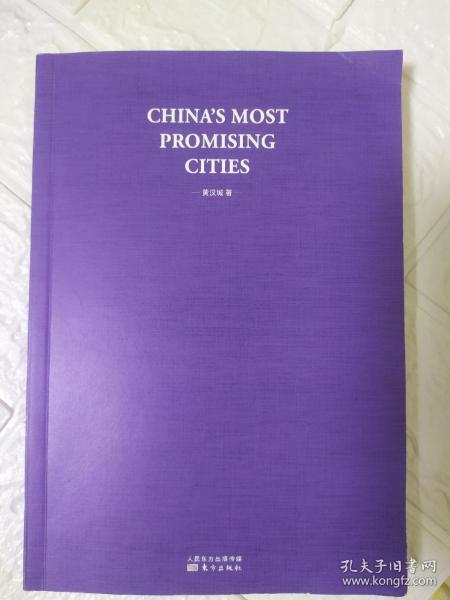 CHINA'S MOST
PROMISING
CITIES
黄汉城 著
人民东方出版传媒
东方出版社
孔夫子旧书网
www.kongfz.com